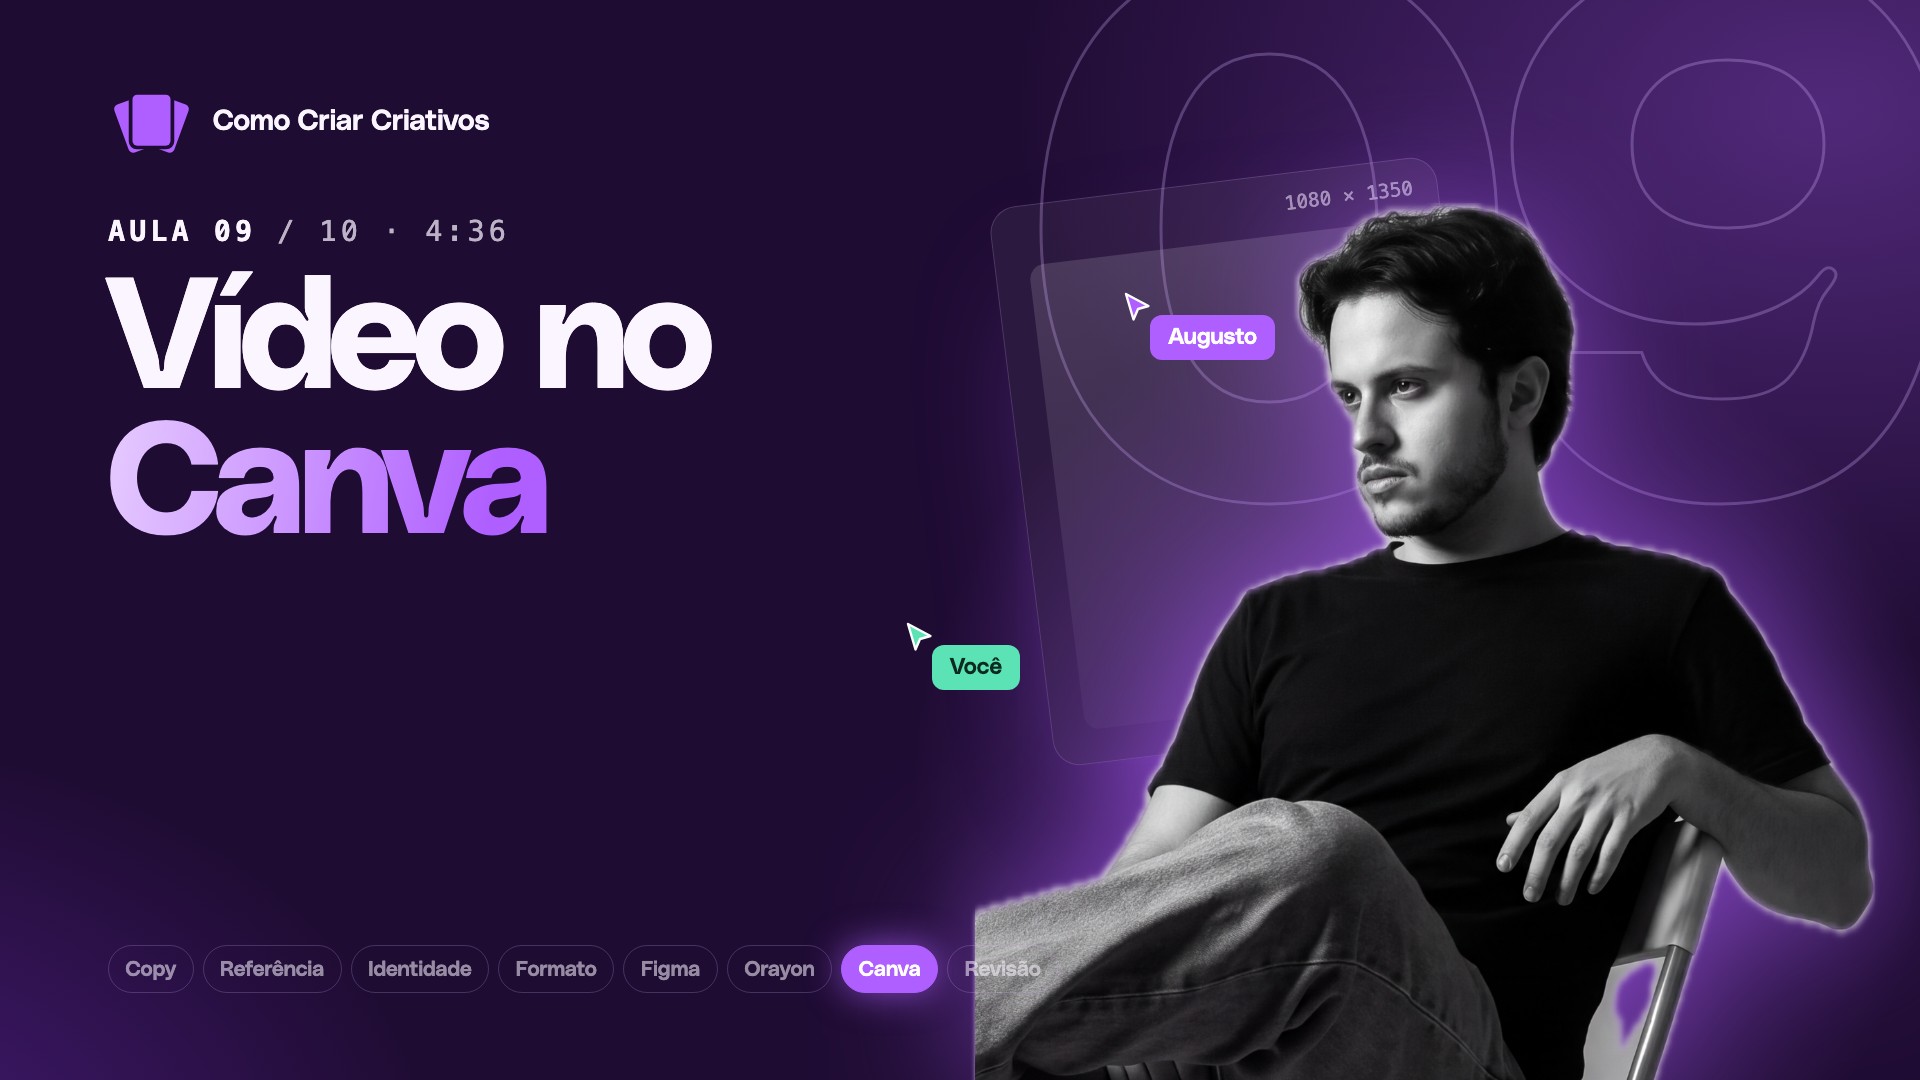 Como Criar Criativos
AULA 09 / 10 · 4:36
Vídeo no
Canva
09
1080 × 1350
Augusto
Você
Copy
Referência
Identidade
Formato
Figma
Orayon
Canva
Revisão